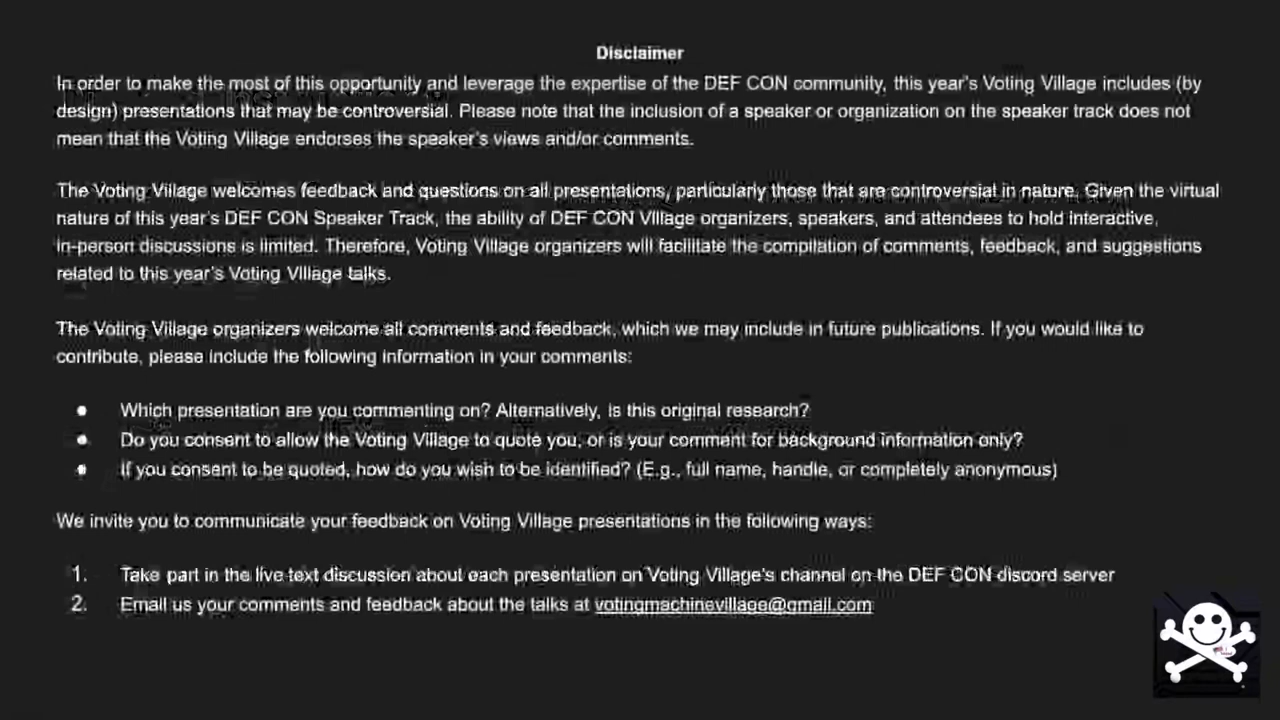 Disclaimer
In order to make the most of this opportunity and leverage the expertise of the DEF CON community, this year's Voting Village includes (by
design) presentations that may be controversial. Please note that the inclusion of a speaker or organization on the speaker track does not
mean that the Voting Village endorses the speaker's views and/or comments.
The Voting Village welcomes feedback and questions on all presentations, particularly those that are controversial in nature. Given the virtual
nature of this year's DEF CON Speaker Track, the ability of DEF CON Village organizers, speakers, and attendees to hold interactive,
in-person discussions is limited. Therefore, Voting Village organizers will facilitate the compilation of comments, feedback, and suggestions
related to this year's Voting Village talks.
The Voting Village organizers welcome all comments and feedback, which we may include in future publications. If you would like to
contribute, please include the following information in your comments:
● Which presentation are you commenting on? Alternatively, is this original research?
● Do you consent to allow the Voting Village to quote you, or is your comment for background information only?
● If you consent to be quoted, how do you wish to be identified? (E.g., full name, handle, or completely anonymous)
We invite you to communicate your feedback on Voting Village presentations in the following ways:
1. Take part in the live text discussion about each presentation on Voting Village's channel on the DEF CON discord server
2. Email us your comments and feedback about the talks at votingmachinevillage@gmail.com